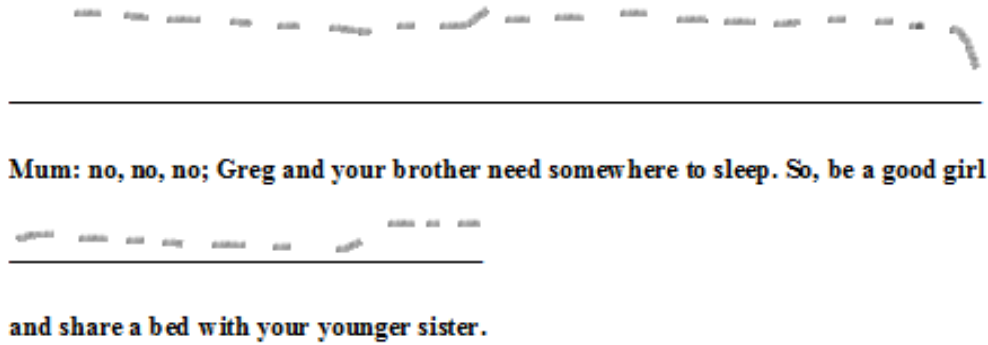 Mum: no, no, no; Greg and your brother need somewhere to sleep. So, be a good girl
and share a bed with your younger sister.